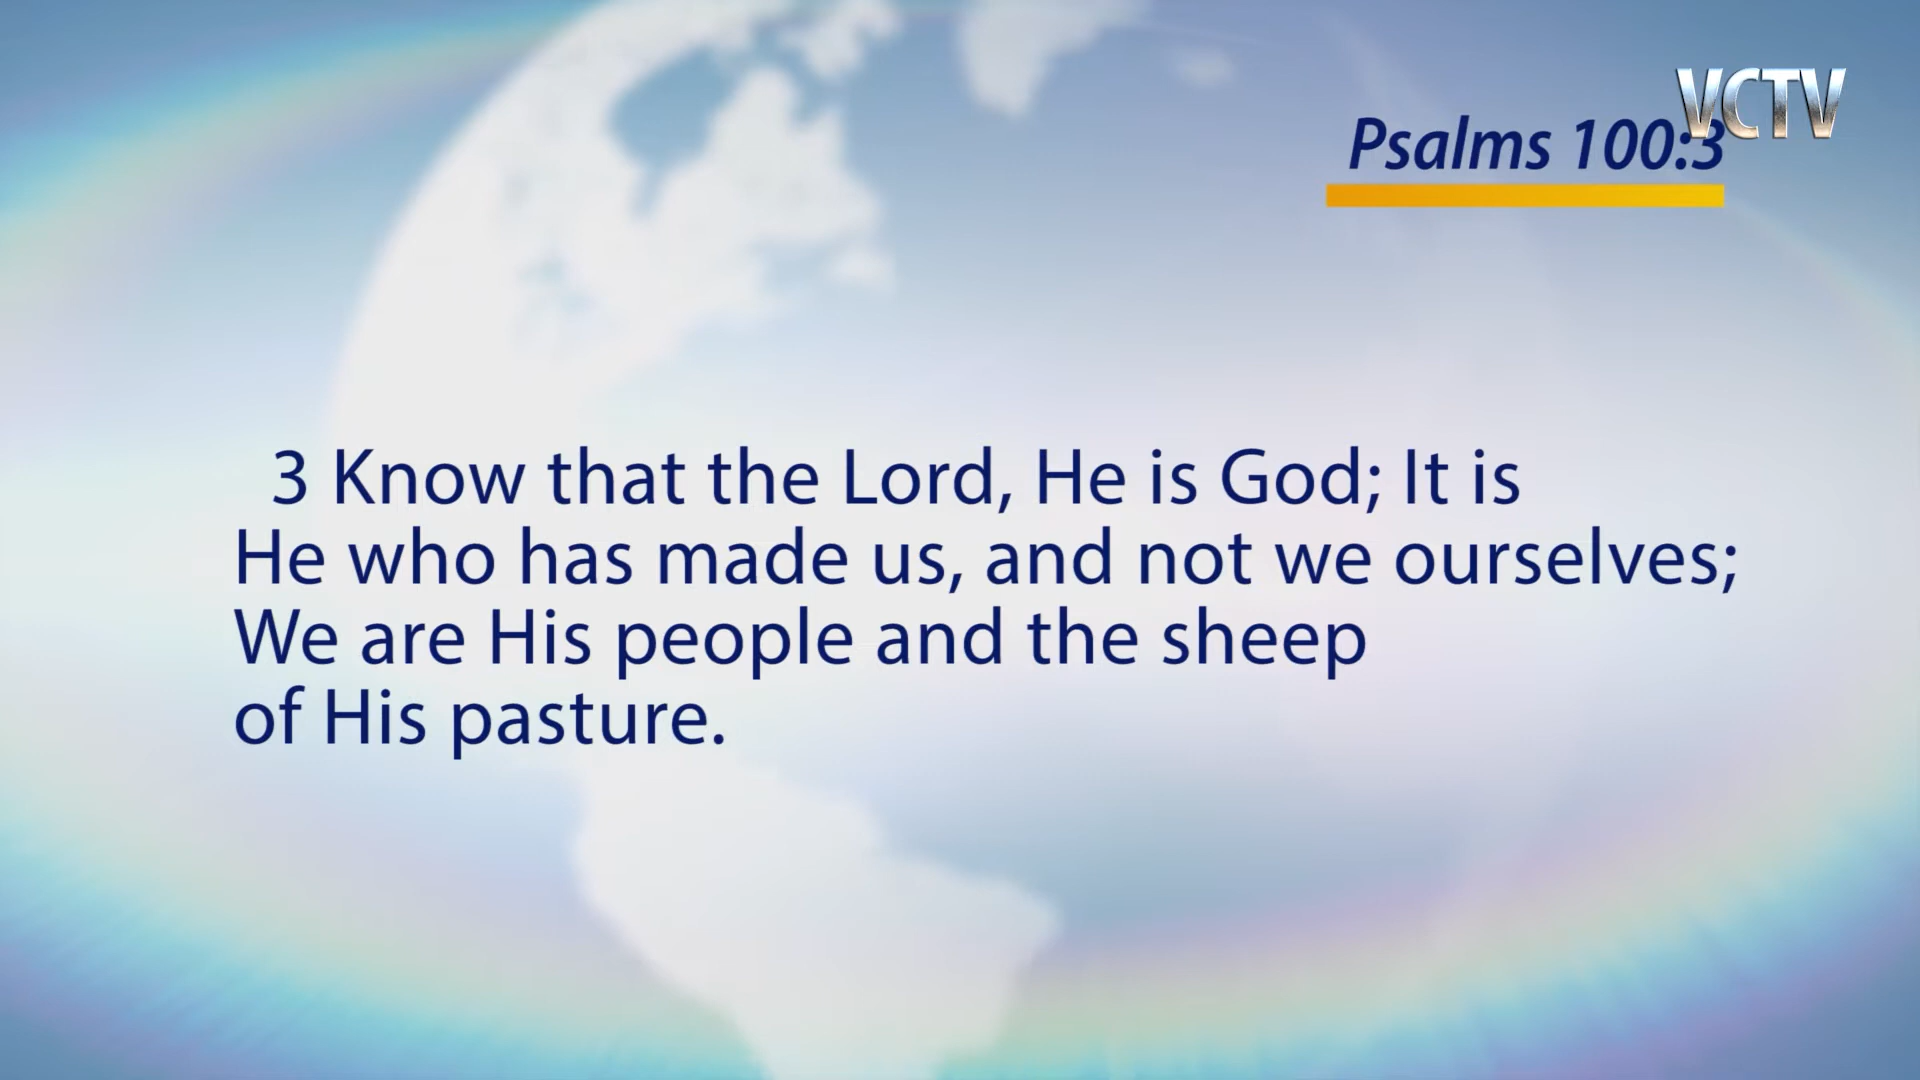 VCTV
Psalms 100:3
3 Know that the Lord, He is God; It is
He who has made us, and not we ourselves;
We are His people and the sheep
of His pasture.